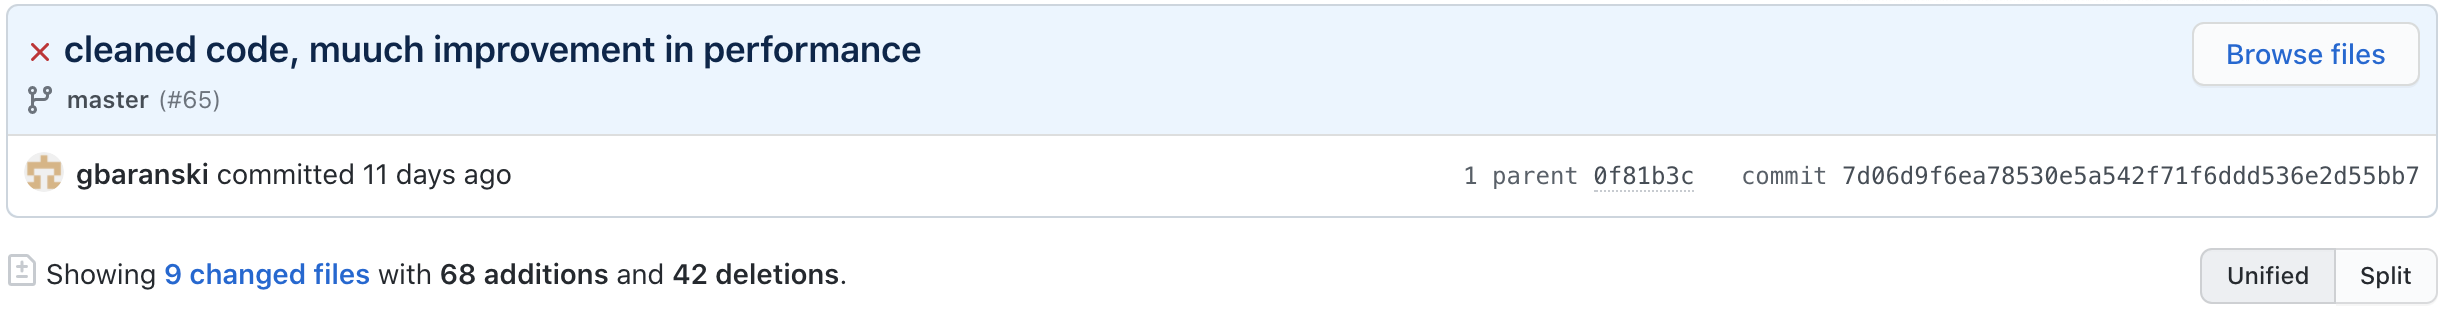 cleaned code, muuch improvement in performance
Browse files
master (#65)
gbaranski committed 11 days ago
1 parent 0f81b3c commit 7d06d9f6ea78530e5a542f71f6ddd536e2d55bb7
Showing 9 changed files with 68 additions and 42 deletions.
Unified Split